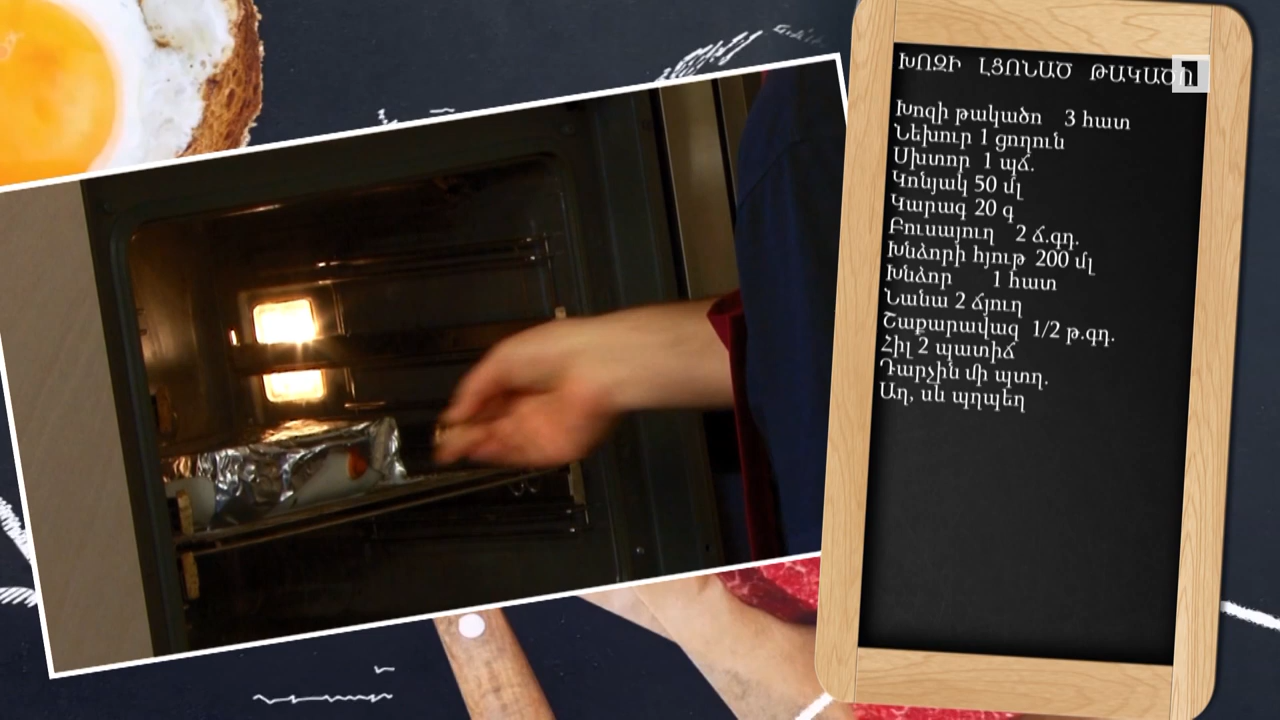 ԽՈԶԻ ԼՑՈՆԱԾ ԹԱԿԱԾՈ
Խոզի թակածո 3 հատ
Նեխուր 1 ցողուն
Սխտոր 1 պճ.
Կոնյակ 50 մլ
Կարագ 20 գ
Բուսայուղ 2 ճ.գդ.
Խնձորի հյութ 200 մլ
Խնձոր 1 հատ
Նանա 2 ճյուղ
Շաքարավազ 1/2 թ.գդ.
Հիլ 2 պատիճ
Դարչին մի պտղ.
Աղ, սև պղպեղ